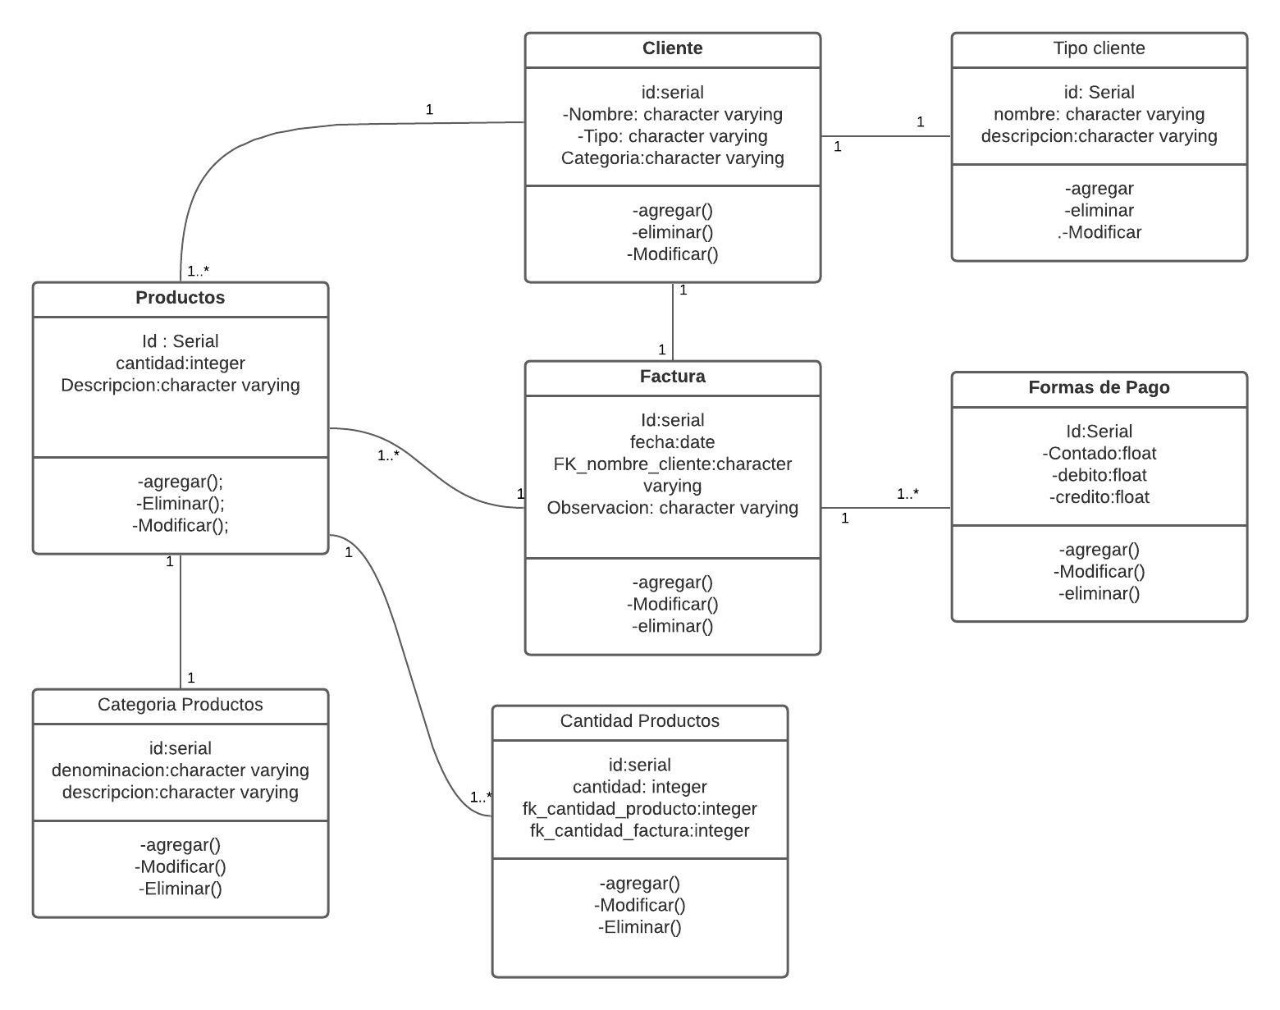 Cliente
id:serial
-Nombre: character varying
-Tipo: character varying
Categoria:character varying
-agregar()
-eliminar()
-Modificar()
Tipo cliente
id: Serial
nombre: character varying
descripcion:character varying
-agregar
-eliminar
.-Modificar
1
1
1
1..*
1
1
Productos
Id : Serial
cantidad:integer
Descripcion:character varying
-agregar();
-Eliminar();
-Modificar();
Factura
Id:serial
fecha:date
FK_nombre_cliente:character
varying
Observacion: character varying
-agregar()
-Modificar()
-eliminar()
Formas de Pago
Id:Serial
-Contado:float
-debito:float
-credito:float
-agregar()
-Modificar()
-eliminar()
1..*
1
1..*
1
1
1
1
1..*
Categoria Productos
id:serial
denominacion:character varying
descripcion:character varying
-agregar()
-Modificar()
-Eliminar()
Cantidad Productos
id:serial
cantidad: integer
fk_cantidad_producto:integer
fk_cantidad_factura:integer
-agregar()
-Modificar()
-Eliminar()